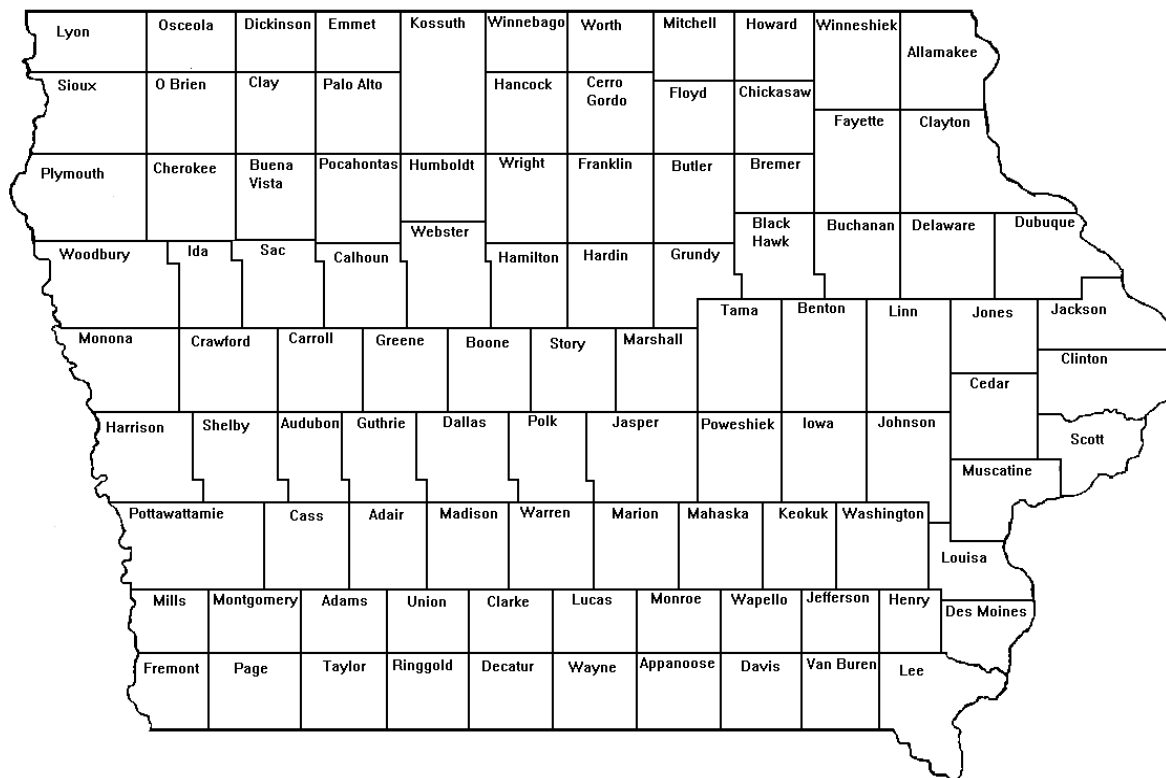 Lyon
Osceola
Dickinson
Emmet
Kossuth
Winnebago
Worth
Mitchell
Howard
Winneshiek
Allamakee
Sioux
O Brien
Clay
Palo Alto
Hancock
Cerro
Gordo
Floyd
Chickasaw
Fayette
Clayton
Plymouth
Cherokee
Buena
Vista
Pocahontas
Humboldt
Wright
Franklin
Butler
Bremer
Woodbury
Ida
Sac
Calhoun
Webster
Hamilton
Hardin
Grundy
Black
Hawk
Buchanan
Delaware
Dubuque
Monona
Crawford
Carroll
Greene
Boone
Story
Marshall
Tama
Benton
Linn
Jones
Jackson
Clinton
Cedar
Harrison
Shelby
Audubon
Guthrie
Dallas
Polk
Jasper
Poweshiek
Iowa
Johnson
Scott
Muscatine
Pottawattamie
Cass
Adair
Madison
Warren
Marion
Mahaska
Keokuk
Washington
Louisa
Mills
Montgomery
Adams
Union
Clarke
Lucas
Monroe
Wapello
Jefferson
Henry
Des Moines
Fremont
Page
Taylor
Ringgold
Decatur
Wayne
Appanoose
Davis
Van Buren
Lee